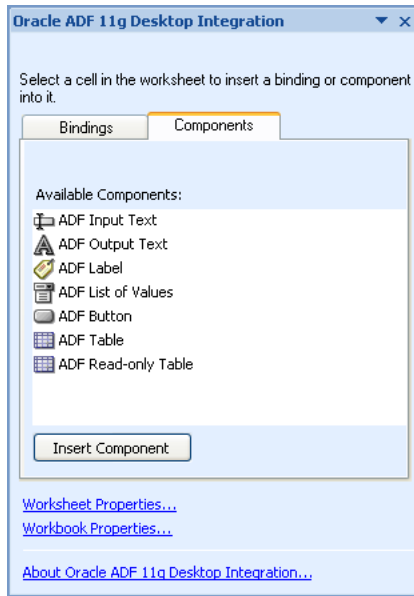 Oracle ADF 11g Desktop Integration
Select a cell in the worksheet to insert a binding or component
into it.
Bindings
Components
Available Components:
ADF Input Text
ADF Output Text
ADF Label
ADF List of Values
ADF Button
ADF Table
ADF Read-only Table
Insert Component
Worksheet Properties...
Workbook Properties...
About Oracle ADF 11g Desktop Integration...